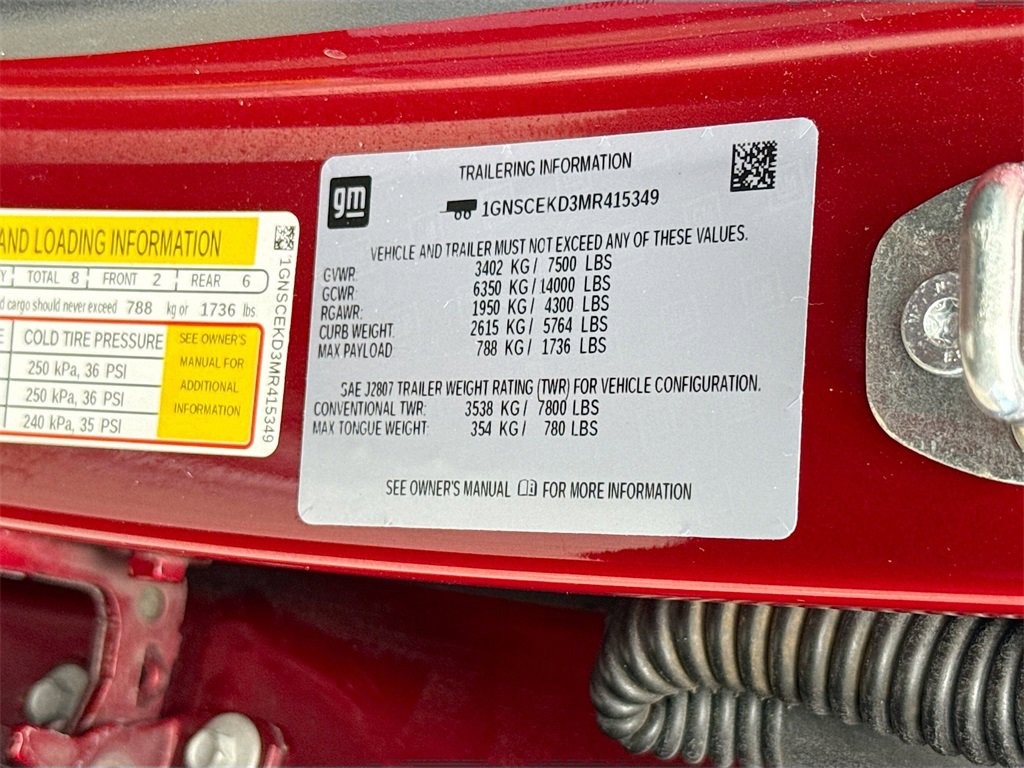 AND LOADING INFORMATION
TOTAL 8 FRONT 2 REAR 6
cargo should never exceed 788 kg or 1736 lbs
COLD TIRE PRESSURE
250 kPa, 36 PSI
250 kPa, 36 PSI
240 kPa, 35 PSI
SEE OWNER'S
MANUAL FOR
ADDITIONAL
INFORMATION
1GNSCEKD3MR415349
gm
TRAILERING INFORMATION
1GNSCEKD3MR415349
VEHICLE AND TRAILER MUST NOT EXCEED ANY OF THESE VALUES.
GVWR: 3402 KG / 7500 LBS
GCWR: 6350 KG / 14000 LBS
RGAWR: 1950 KG / 4300 LBS
CURB WEIGHT: 2615 KG / 5764 LBS
MAX PAYLOAD: 788 KG / 1736 LBS
SAE J2807 TRAILER WEIGHT RATING (TWR) FOR VEHICLE CONFIGURATION.
CONVENTIONAL TWR: 3538 KG / 7800 LBS
MAX TONGUE WEIGHT: 354 KG / 780 LBS
SEE OWNER'S MANUAL FOR MORE INFORMATION